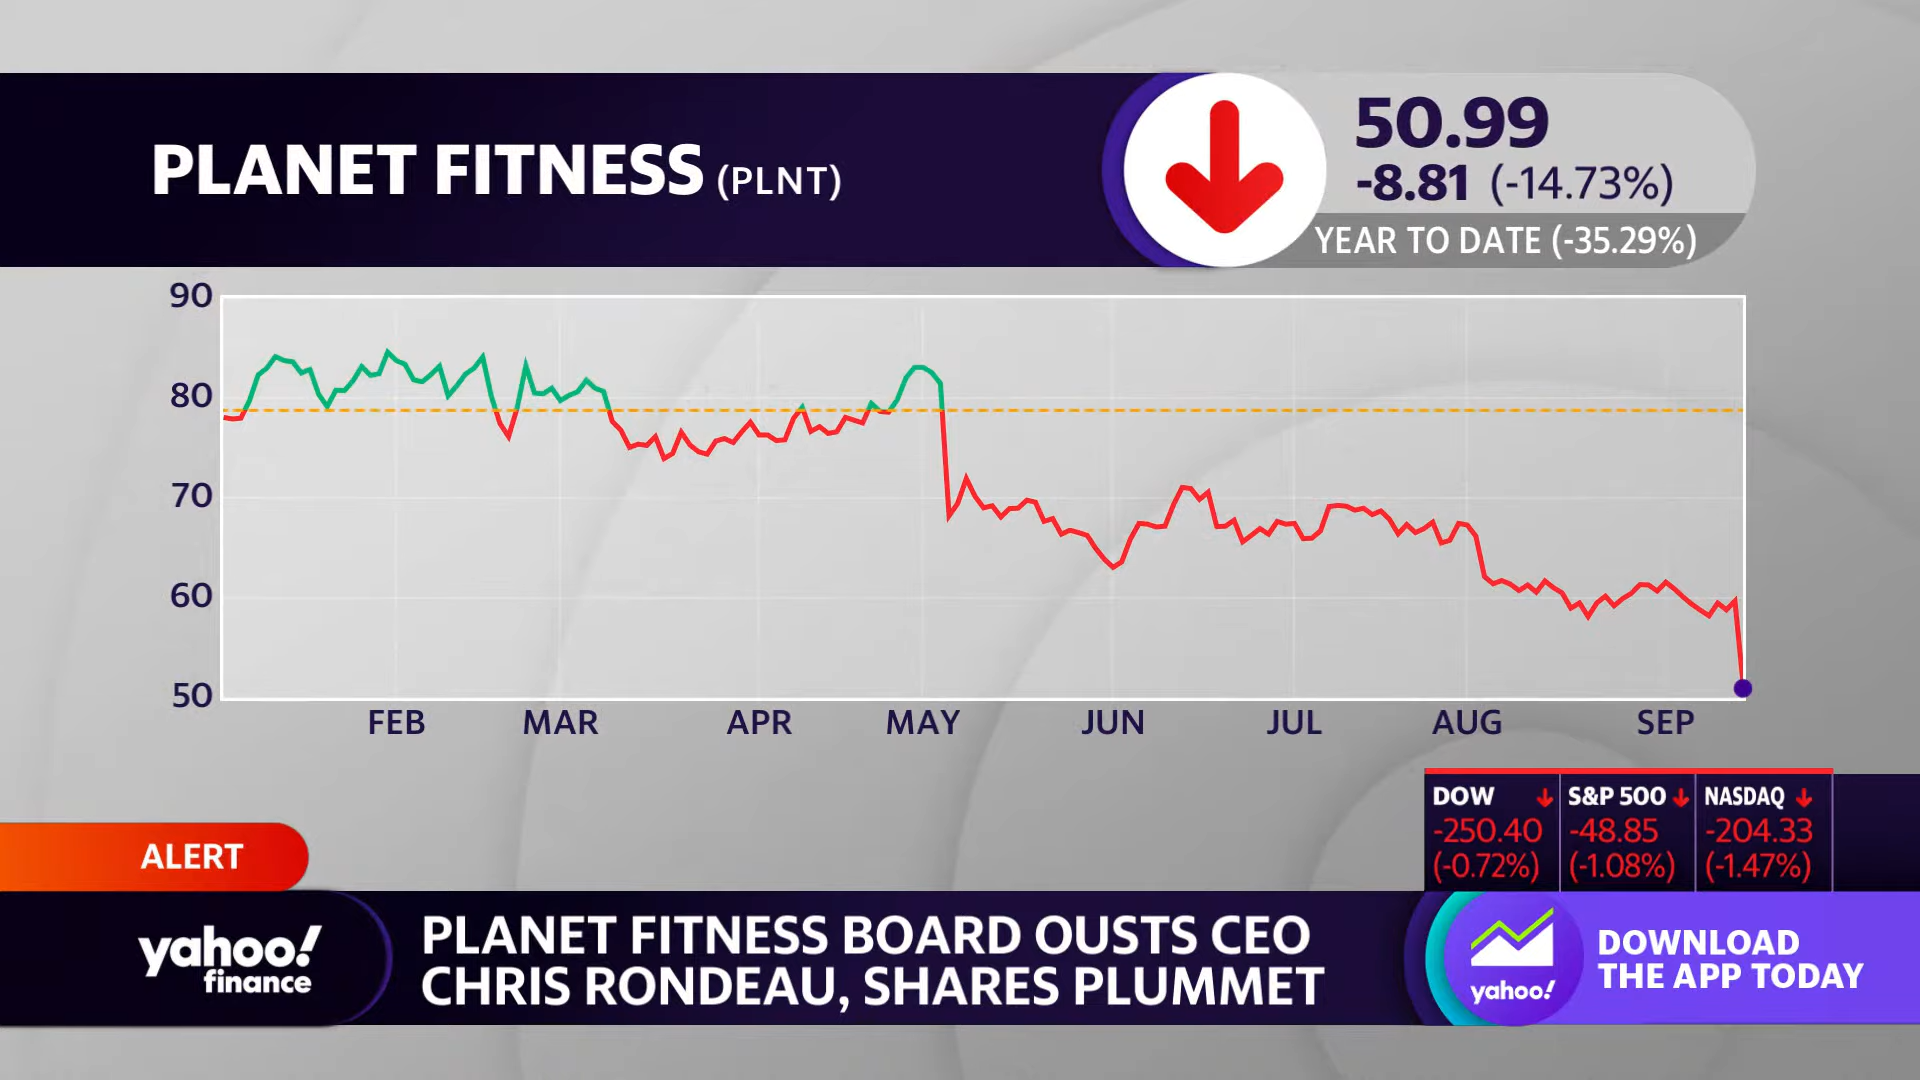 PLANET FITNESS (PLNT)
50.99
-8.81 (-14.73%)
YEAR TO DATE (-35.29%)
90
80
70
60
50
FEB MAR APR MAY JUN JUL AUG SEP
DOW S&P 500 NASDAQ
-250.40 -48.85 -204.33
(-0.72%) (-1.08%) (-1.47%)
ALERT
yahoo!
finance
PLANET FITNESS BOARD OUSTS CEO
CHRIS RONDEAU, SHARES PLUMMET
yahoo!
DOWNLOAD
THE APP TODAY